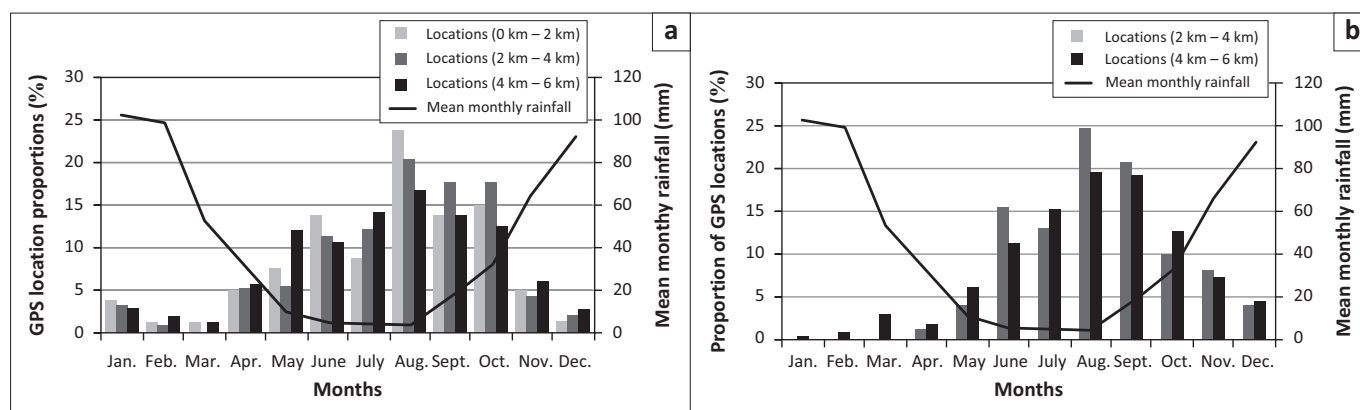 a
Locations (0 km – 2 km)
Locations (2 km – 4 km)
Locations (4 km – 6 km)
Mean monthly rainfall
GPS location proportions (%)
30
25
20
15
10
5
0
120
100
80
60
40
20
0
Mean monthy rainfall (mm)
Jan. Feb. Mar. Apr. May June July Aug. Sept. Oct. Nov. Dec.
Months
b
Locations (2 km – 4 km)
Locations (4 km – 6 km)
Mean monthly rainfall
Proportion of GPS locations (%)
30
25
20
15
10
5
0
120
100
80
60
40
20
0
Mean monthly rainfall (mm)
Jan. Feb. Mar. Apr. May June July Aug. Sept. Oct. Nov. Dec.
Months